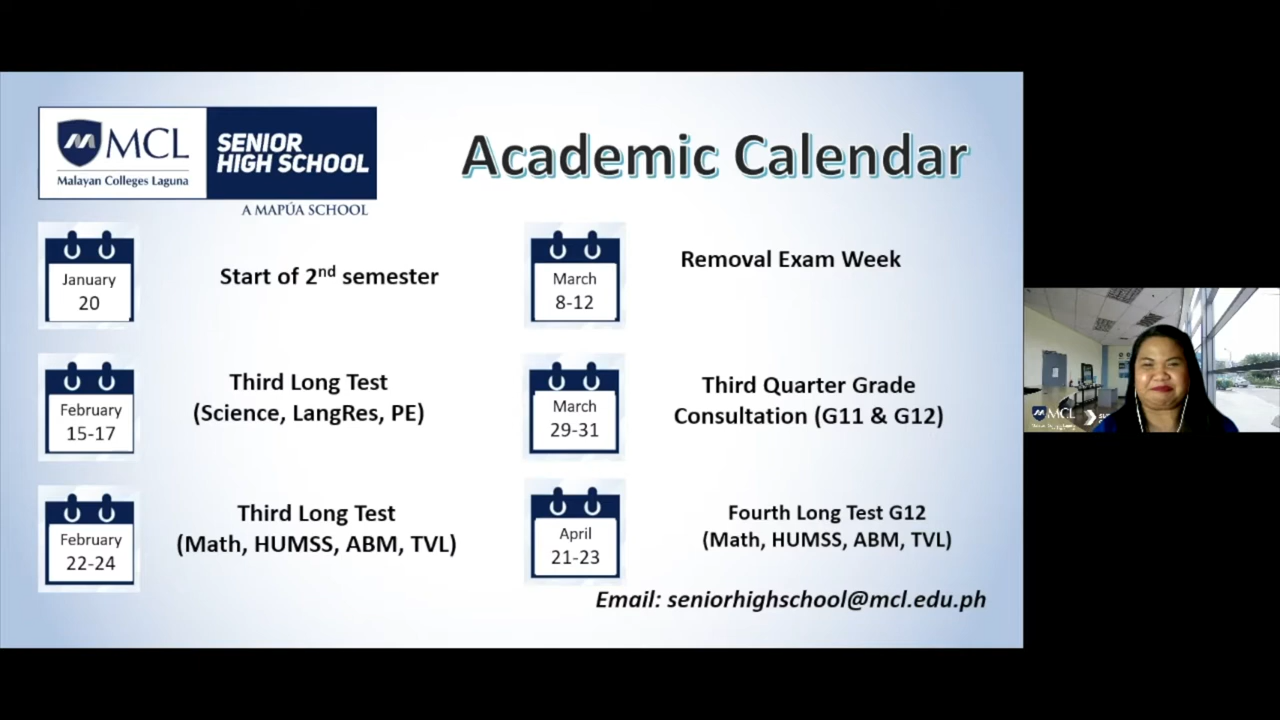 MCL
Malayan Colleges Laguna
SENIOR
HIGH SCHOOL
A MAPÚA SCHOOL
Academic Calendar
January
20
Start of 2nd semester
February
15-17
Third Long Test
(Science, LangRes, PE)
February
22-24
Third Long Test
(Math, HUMSS, ABM, TVL)
March
8-12
Removal Exam Week
March
29-31
Third Quarter Grade
Consultation (G11 & G12)
April
21-23
Fourth Long Test G12
(Math, HUMSS, ABM, TVL)
Email: seniorhighschool@mcl.edu.ph
MCL